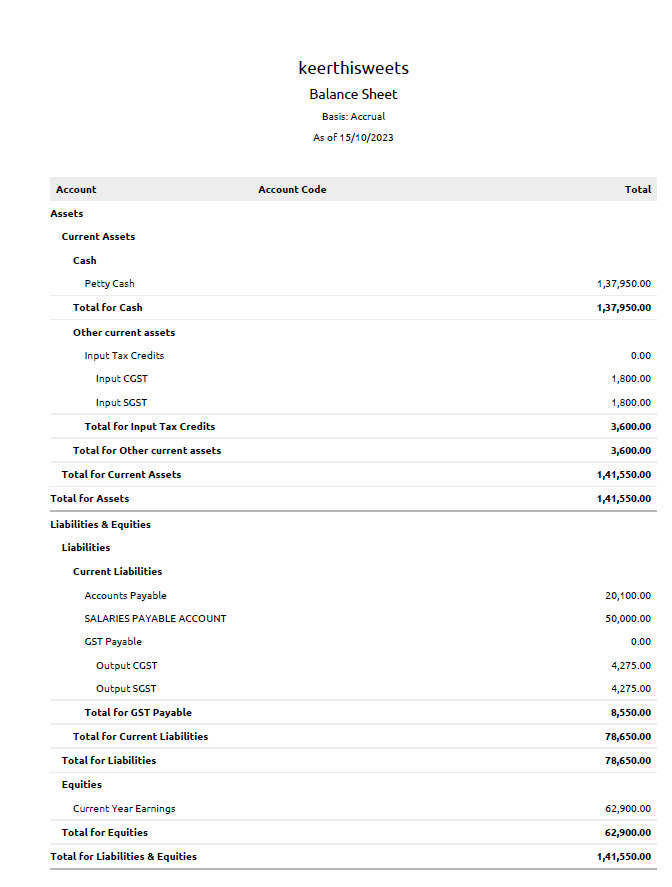 keerthisweets
Balance Sheet
Basis: Accrual
As of 15/10/2023
Account Account Code Total
Assets
Current Assets
Cash
Petty Cash 1,37,950.00
Total for Cash 1,37,950.00
Other current assets
Input Tax Credits 0.00
Input CGST 1,800.00
Input SGST 1,800.00
Total for Input Tax Credits 3,600.00
Total for Other current assets 3,600.00
Total for Current Assets 1,41,550.00
Total for Assets 1,41,550.00
Liabilities & Equities
Liabilities
Current Liabilities
Accounts Payable 20,100.00
SALARIES PAYABLE ACCOUNT 50,000.00
GST Payable 0.00
Output CGST 4,275.00
Output SGST 4,275.00
Total for GST Payable 8,550.00
Total for Current Liabilities 78,650.00
Total for Liabilities 78,650.00
Equities
Current Year Earnings 62,900.00
Total for Equities 62,900.00
Total for Liabilities & Equities 1,41,550.00